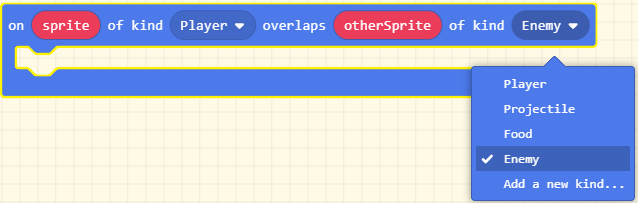 on sprite of kind Player overlaps otherSprite of kind Enemy
Player
Projectile
Food
Enemy
Add a new kind...